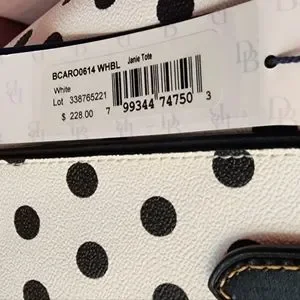 BCARO0614 WHBL Janie Tote
White
Lot 338765221
$ 228.00 7 99344 74750 3